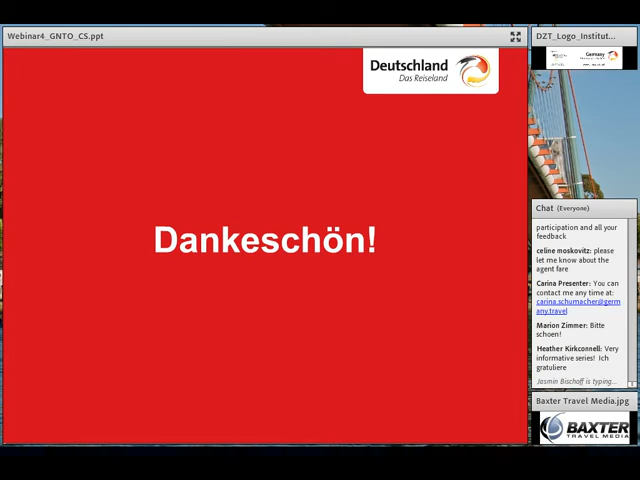 Webinar4_GNTO_CS.ppt
Deutschland
Das Reiseland
Dankeschön!
DZT_Logo_Institut...
Germany
Chat (Everyone)
participation and all your
feedback
celine moskovitz: please
let me know about the
agent fare
Carina Presenter: You can
contact me any time at:
carina.schumacher@germ
any.travel
Marion Zimmer: Bitte
schoen!
Heather Kirkconnell: Very
informative series! Ich
gratuliere
Jasmin Bischoff is typing...
Baxter Travel Media.jpg
BAXTER
TRAVEL MEDIA